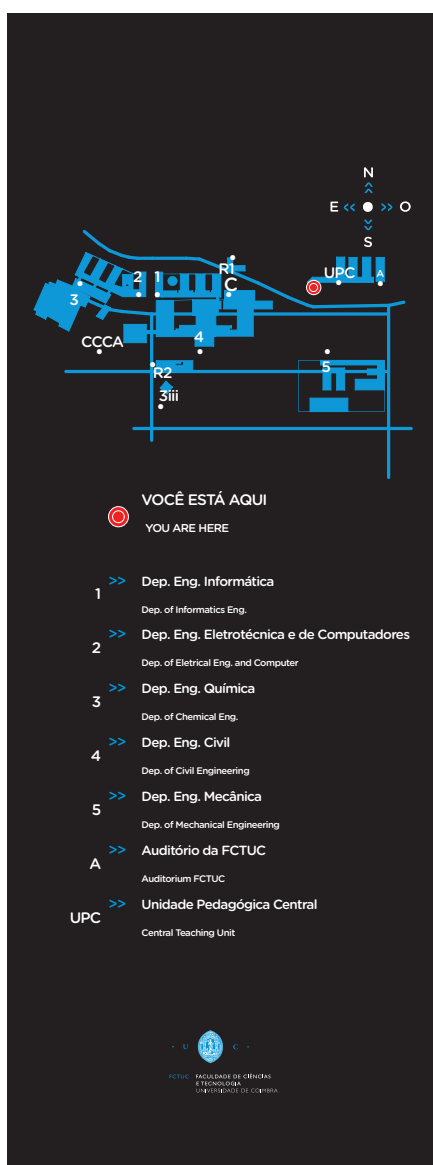 N
E << >> O
S
UPC
A
R1
2
1
C
3
4
CCCA
5
R2
3iii
VOCÊ ESTÁ AQUI
YOU ARE HERE
1 >> Dep. Eng. Informática
Dep. of Informatics Eng.
2 >> Dep. Eng. Eletrotécnica e de Computadores
Dep. of Eletrical Eng. and Computer
3 >> Dep. Eng. Química
Dep. of Chemical Eng.
4 >> Dep. Eng. Civil
Dep. of Civil Engineering
5 >> Dep. Eng. Mecânica
Dep. of Mechanical Engineering
A >> Auditório da FCTUC
Auditorium FCTUC
UPC >> Unidade Pedagógica Central
Central Teaching Unit
· U C ·
FCTUC FACULDADE DE CIÊNCIAS
E TECNOLOGIA
UNIVERSIDADE DE COIMBRA